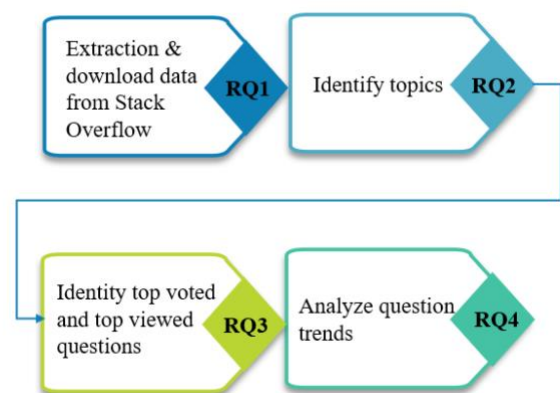 Extraction &
download data
from Stack
Overflow
RQ1
Identify topics
RQ2
Identity top voted
and top viewed
questions
RQ3
Analyze question
trends
RQ4